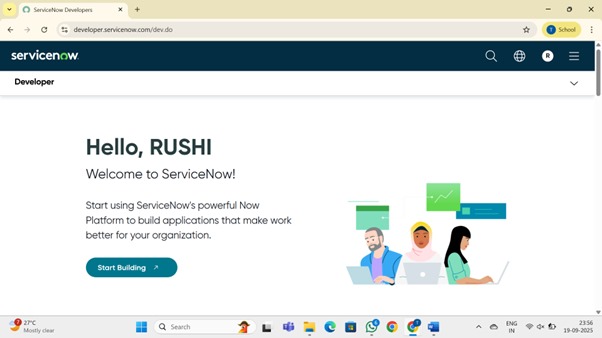 ServiceNow Developers
developer.servicenow.com/dev.do
School
servicenow
R
Developer
Hello, RUSHI
Welcome to ServiceNow!
Start using ServiceNow's powerful Now
Platform to build applications that make work
better for your organization.
Start Building
27°C
Mostly clear
Search
ENG
IN
23:56
19-09-2025